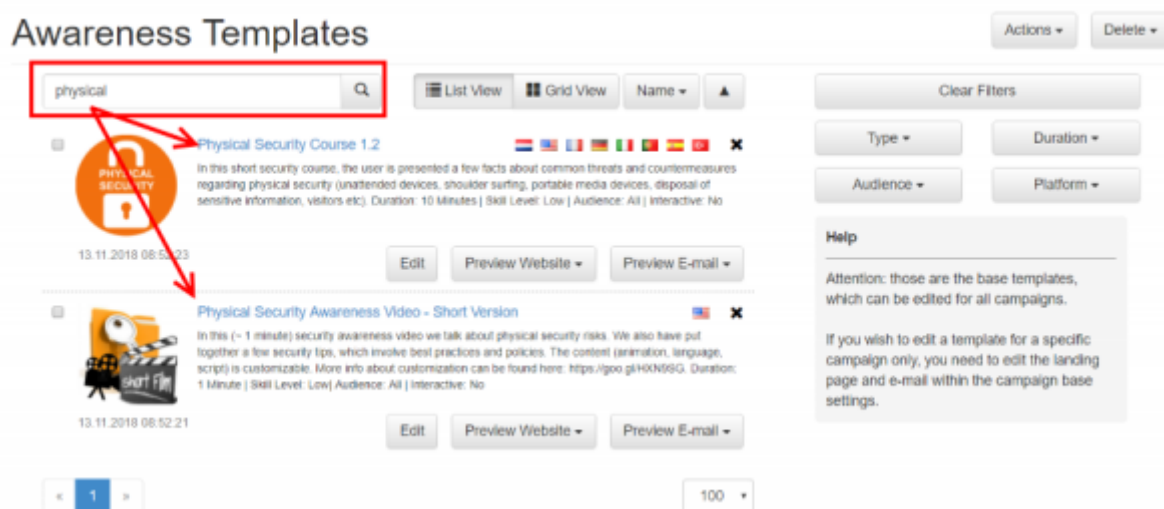 Awareness Templates
Actions
Delete
physical
List View
Grid View
Name
Clear Filters
Type
Duration
Audience
Platform
Physical Security Course 1.2
PHYSICAL
SECURITY
In this short security course, the user is presented a few facts about common threats and countermeasures
regarding physical security (unattended devices, shoulder surfing, portable media devices, disposal of
sensitive information, visitors etc). Duration: 10 Minutes | Skill Level: Low | Audience: All | Interactive: No
13.11.2018 08:52:23
Edit
Preview Website
Preview E-mail
Help
Attention: those are the base templates,
which can be edited for all campaigns.
If you wish to edit a template for a specific
campaign only, you need to edit the landing
page and e-mail within the campaign base
settings.
Physical Security Awareness Video - Short Version
short Film
In this (~ 1 minute) security awareness video we talk about physical security risks. We also have put
together a few security tips, which involve best practices and policies. The content (animation, language,
script) is customizable. More info about customization can be found here: Duration:
1 Minute | Skill Level: Low| Audience: All | Interactive: No
13.11.2018 08:52:21
Edit
Preview Website
Preview E-mail
« 1 »
100